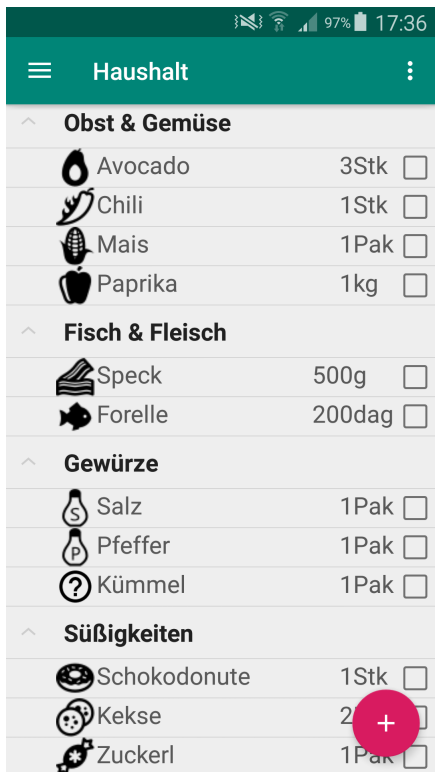 97% 17:36
Haushalt
Obst & Gemüse
Avocado 3Stk
Chili 1Stk
Mais 1Pak
Paprika 1kg
Fisch & Fleisch
Speck 500g
Forelle 200dag
Gewürze
S Salz 1Pak
P Pfeffer 1Pak
? Kümmel 1Pak
Süßigkeiten
Schokodonute 1Stk
Kekse
+
Zuckerl 1Pak